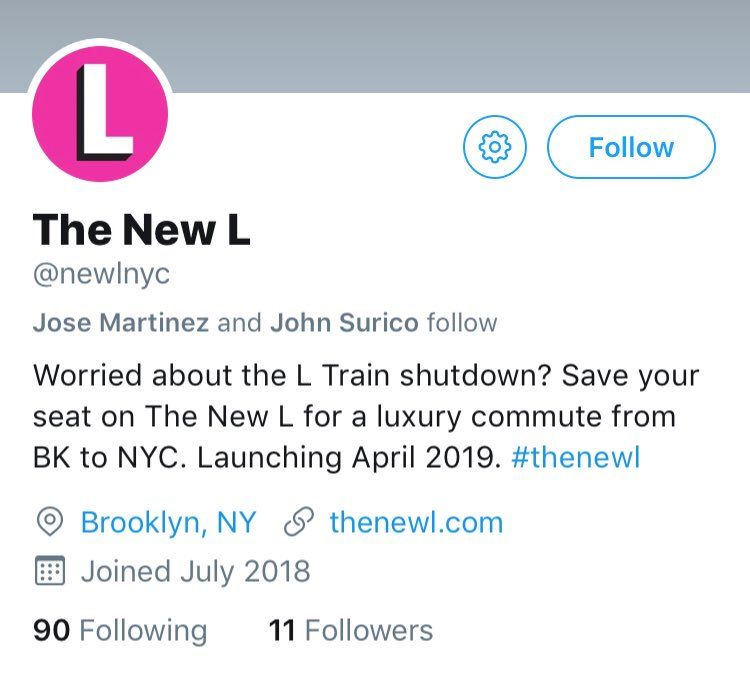 L
Follow
The New L
@newlnyc
Jose Martinez and John Surico follow
Worried about the L Train shutdown? Save your
seat on The New L for a luxury commute from
BK to NYC. Launching April 2019. #thenewl
Brooklyn, NY thenewl.com
Joined July 2018
90 Following 11 Followers